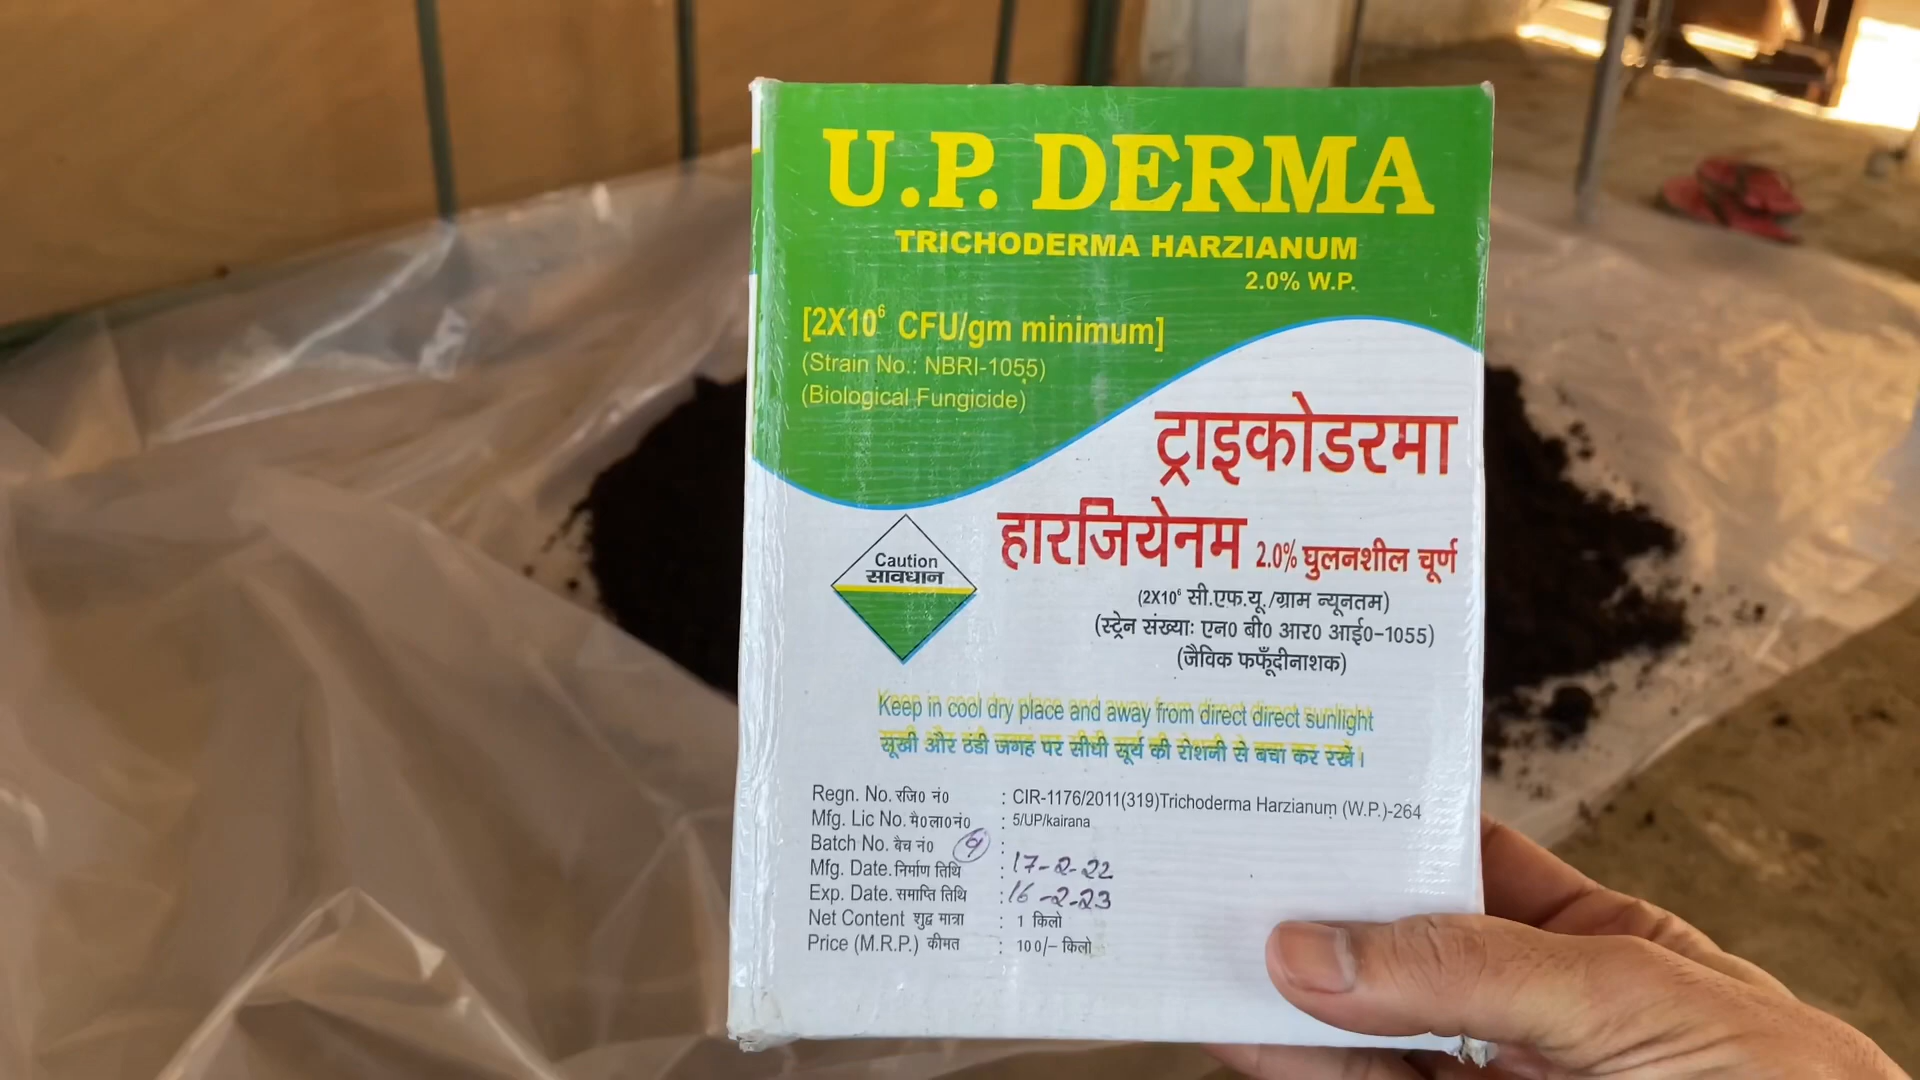 U.P. DERMA
TRICHODERMA HARZIANUM
2.0% W.P.
[2X10⁶ CFU/gm minimum]
(Strain No.: NBRI-1055)
(Biological Fungicide)
ट्राइकोडरमा
हारजियेनम 2.0% घुलनशील चूर्ण
(2X10⁶ सी.एफ.यू./ग्राम न्यूनतम)
(स्ट्रेन संख्याः एन0 बी0 आर0 आई0-1055)
(जैविक फफूँदीनाशक)
Caution
सावधान
Keep in cool dry place and away from direct direct sunlight
सूखी और ठंडी जगह पर सीधी सूर्य की रोशनी से बचा कर रखें।
Regn. No. रजि0 नं0 : CIR-1176/2011(319)Trichoderma Harzianum (W.P.)-264
Mfg. Lic No. मै0ला0नं0 : 5/UP/kairana
Batch No. बैच नं0 :
Mfg. Date. निर्माण तिथि : 17-2-22
Exp. Date. समाप्ति तिथि : 16-2-23
Net Content शुद्ध मात्रा : 1 किलो
Price (M.R.P.) कीमत : 100/- किलो